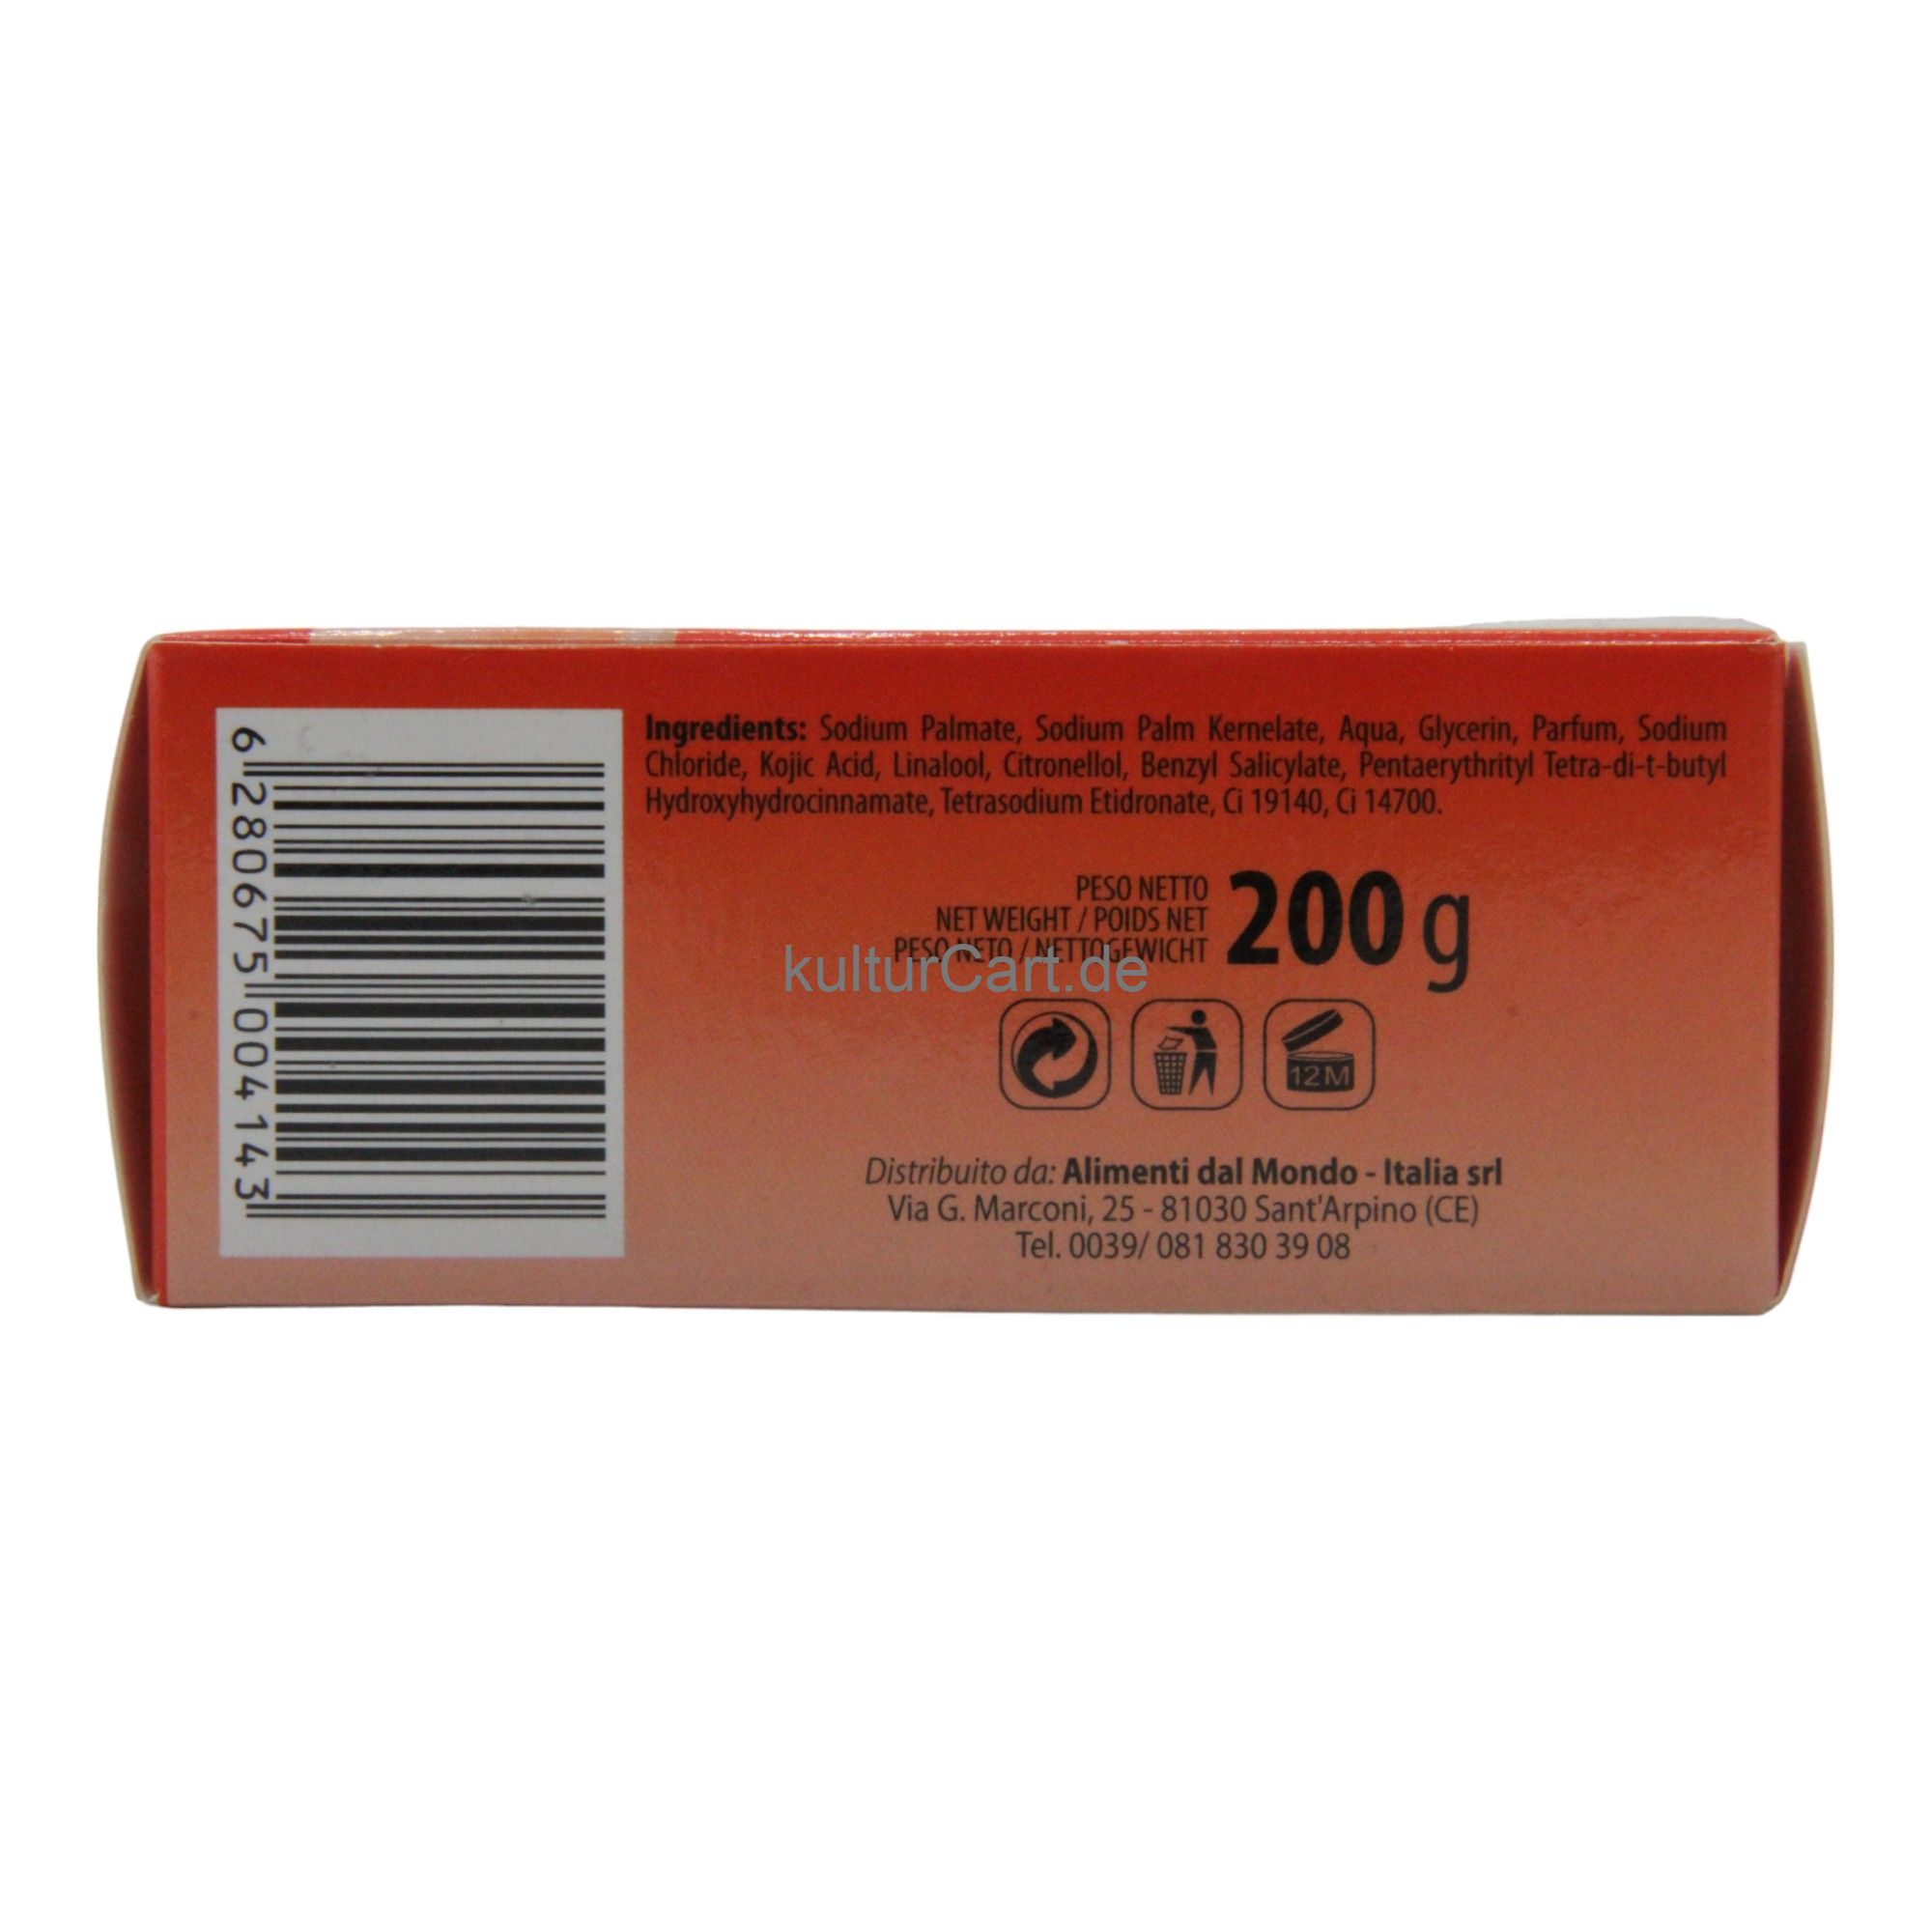 6 280675 004143
Ingredients: Sodium Palmate, Sodium Palm Kernelate, Aqua, Glycerin, Parfum, Sodium
Chloride, Kojic Acid, Linalool, Citronellol, Benzyl Salicylate, Pentaerythrityl Tetra-di-t-butyl
Hydroxyhydrocinnamate, Tetrasodium Etidronate, Ci 19140, Ci 14700.
PESO NETTO
NET WEIGHT / POIDS NET
PESO NETO / NETTOGEWICHT
200 g
kulturCart.de
12M
Distribuito da: Alimenti dal Mondo - Italia srl
Via G. Marconi, 25 - 81030 Sant'Arpino (CE)
Tel. 0039/ 081 830 39 08